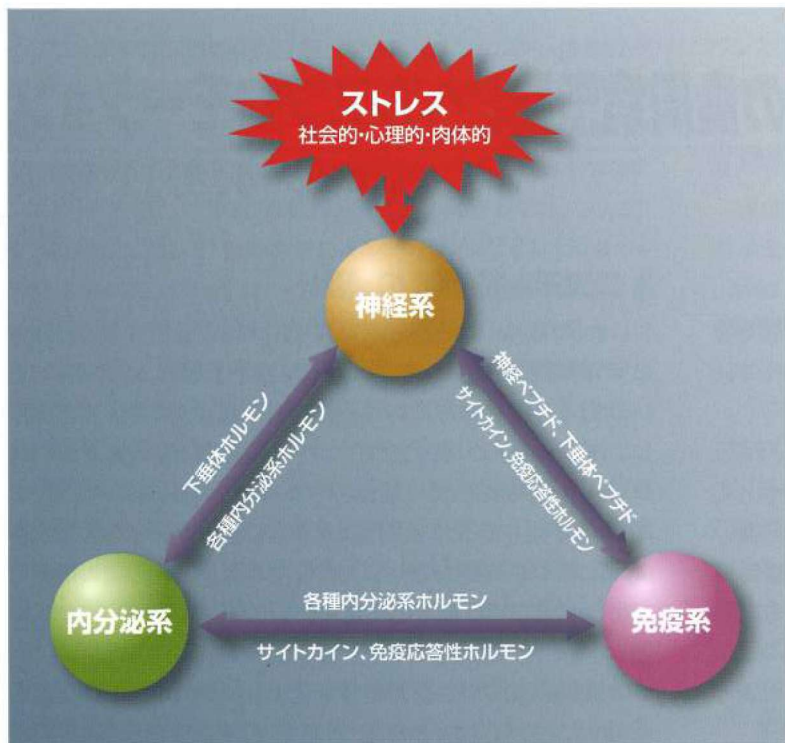 ストレス
社会的・心理的・肉体的
神経系
下垂体ホルモン
各種内分泌系ホルモン
神経ペプチド、下垂体ペプチド
サイトカイン、免疫応答性ホルモン
内分泌系
各種内分泌系ホルモン
サイトカイン、免疫応答性ホルモン
免疫系